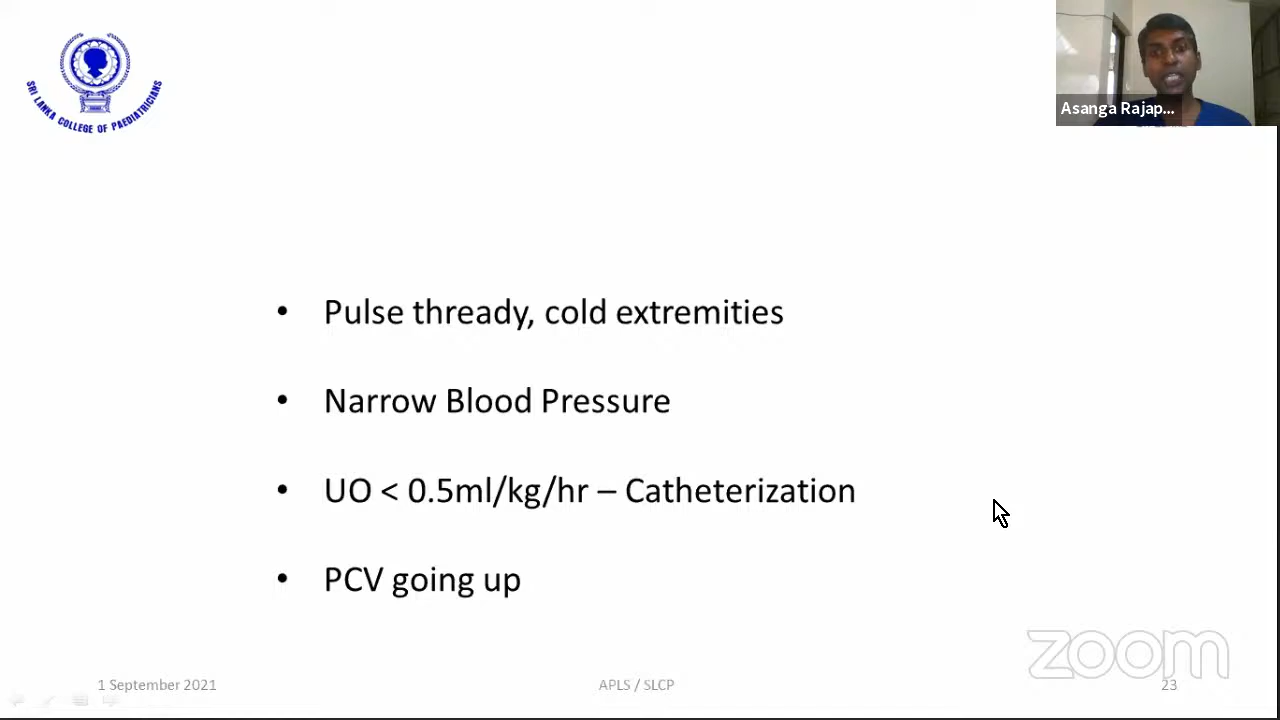 SRI LANKA COLLEGE OF PAEDIATRICIANS
Asanga Rajap...
• Pulse thready, cold extremities
• Narrow Blood Pressure
• UO < 0.5ml/kg/hr – Catheterization
• PCV going up
zoom
1 September 2021
APLS / SLCP
23